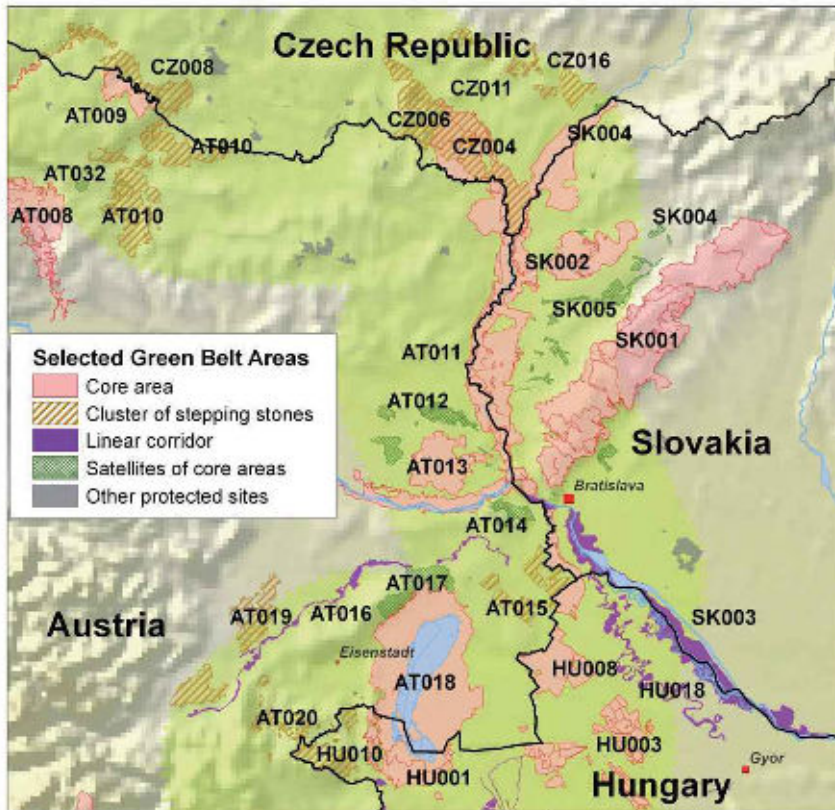 Czech Republic
CZ008
CZ011
CZ016
AT009
CZ006
AT010
CZ004
SK004
AT032
AT008
AT010
SK004
SK002
SK005
AT011
SK001
Selected Green Belt Areas
Core area
Cluster of stepping stones
Linear corridor
Satellites of core areas
Other protected sites
AT012
AT013
Slovakia
Bratislava
AT014
AT017
AT016
AT019
AT015
SK003
Austria
Eisenstadt
AT018
HU008
HU018
AT020
HU010
HU003
HU001
Györ
Hungary